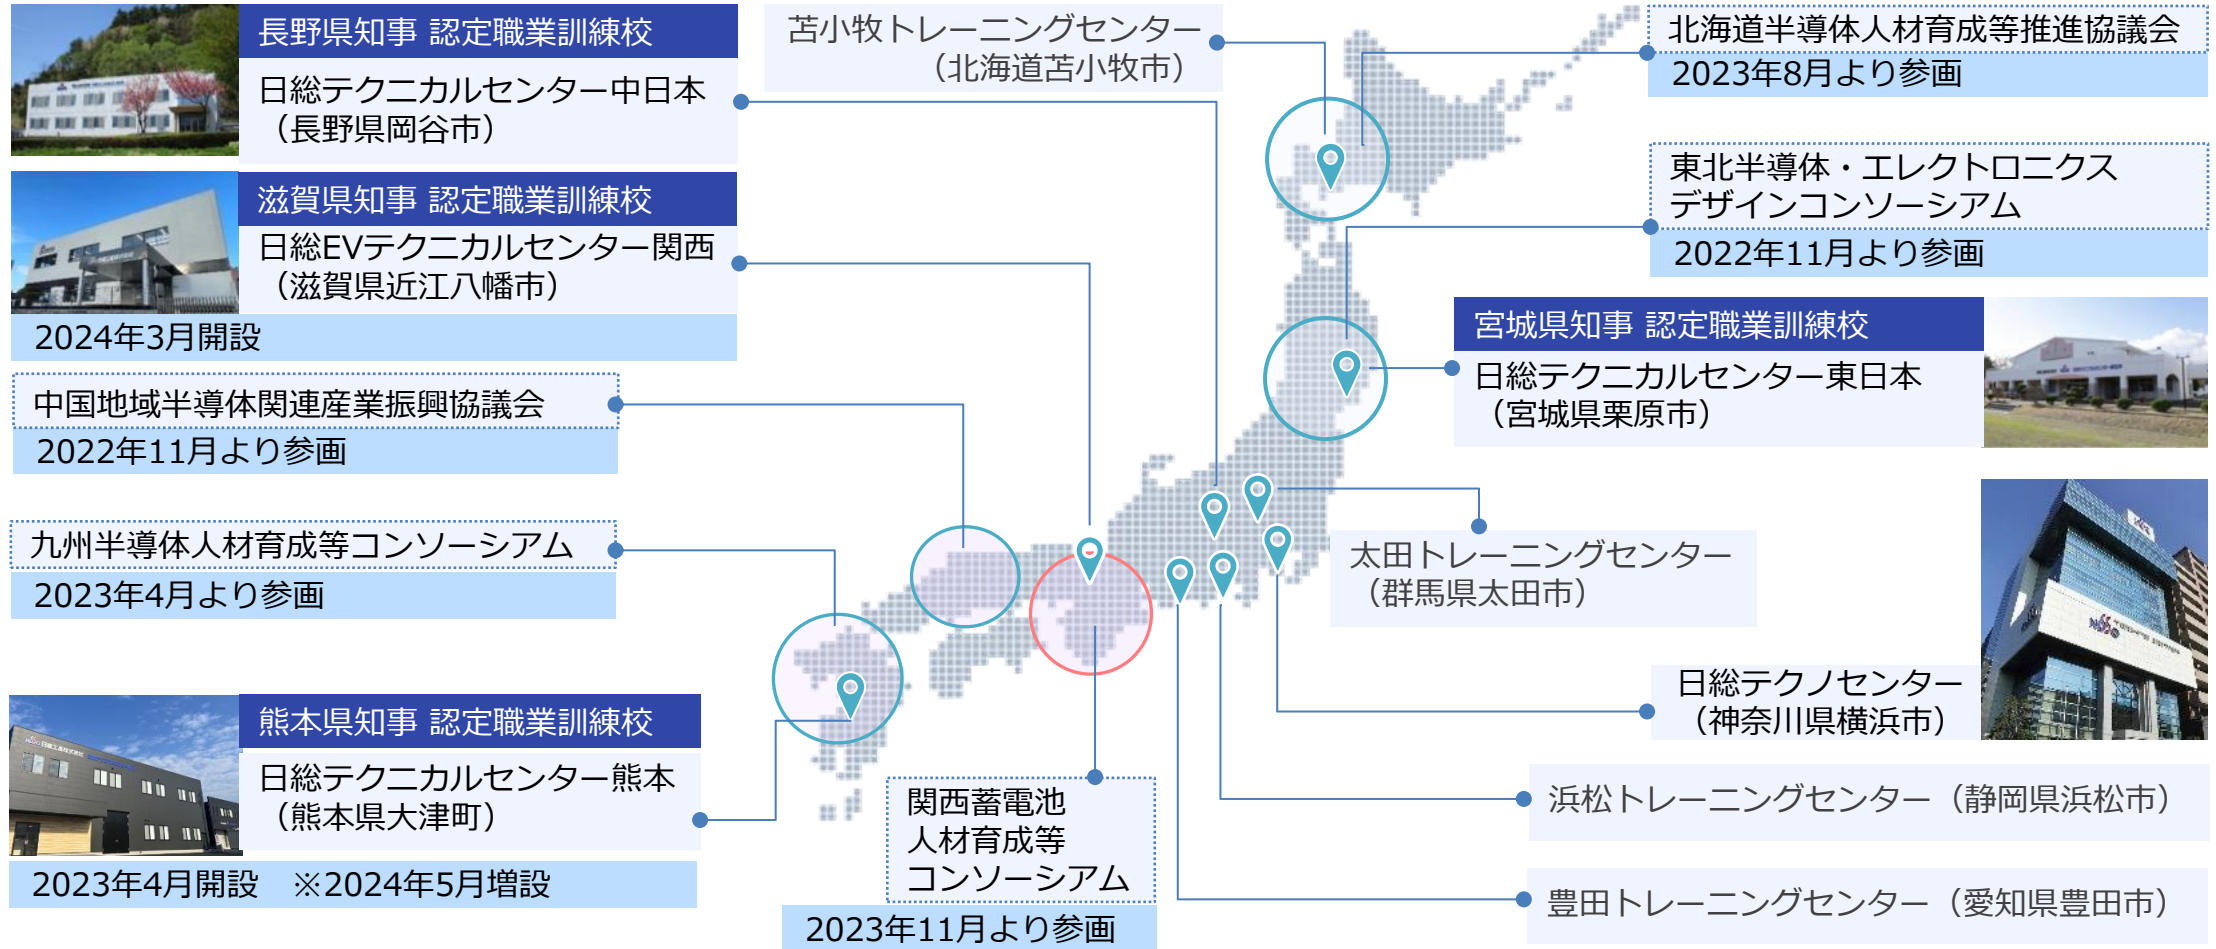 長野県知事 認定職業訓練校
日総テクニカルセンター中日本
（長野県岡谷市）
滋賀県知事 認定職業訓練校
日総EVテクニカルセンター関西
（滋賀県近江八幡市）
2024年3月開設
中国地域半導体関連産業振興協議会
2022年11月より参画
九州半導体人材育成等コンソーシアム
2023年4月より参画
熊本県知事 認定職業訓練校
日総テクニカルセンター熊本
（熊本県大津町）
2023年4月開設　※2024年5月増設
苫小牧トレーニングセンター
（北海道苫小牧市）
関西蓄電池
人材育成等
コンソーシアム
2023年11月より参画
北海道半導体人材育成等推進協議会
2023年8月より参画
東北半導体・エレクトロニクス
デザインコンソーシアム
2022年11月より参画
宮城県知事 認定職業訓練校
日総テクニカルセンター東日本
（宮城県栗原市）
太田トレーニングセンター
（群馬県太田市）
日総テクノセンター
（神奈川県横浜市）
浜松トレーニングセンター（静岡県浜松市）
豊田トレーニングセンター（愛知県豊田市）